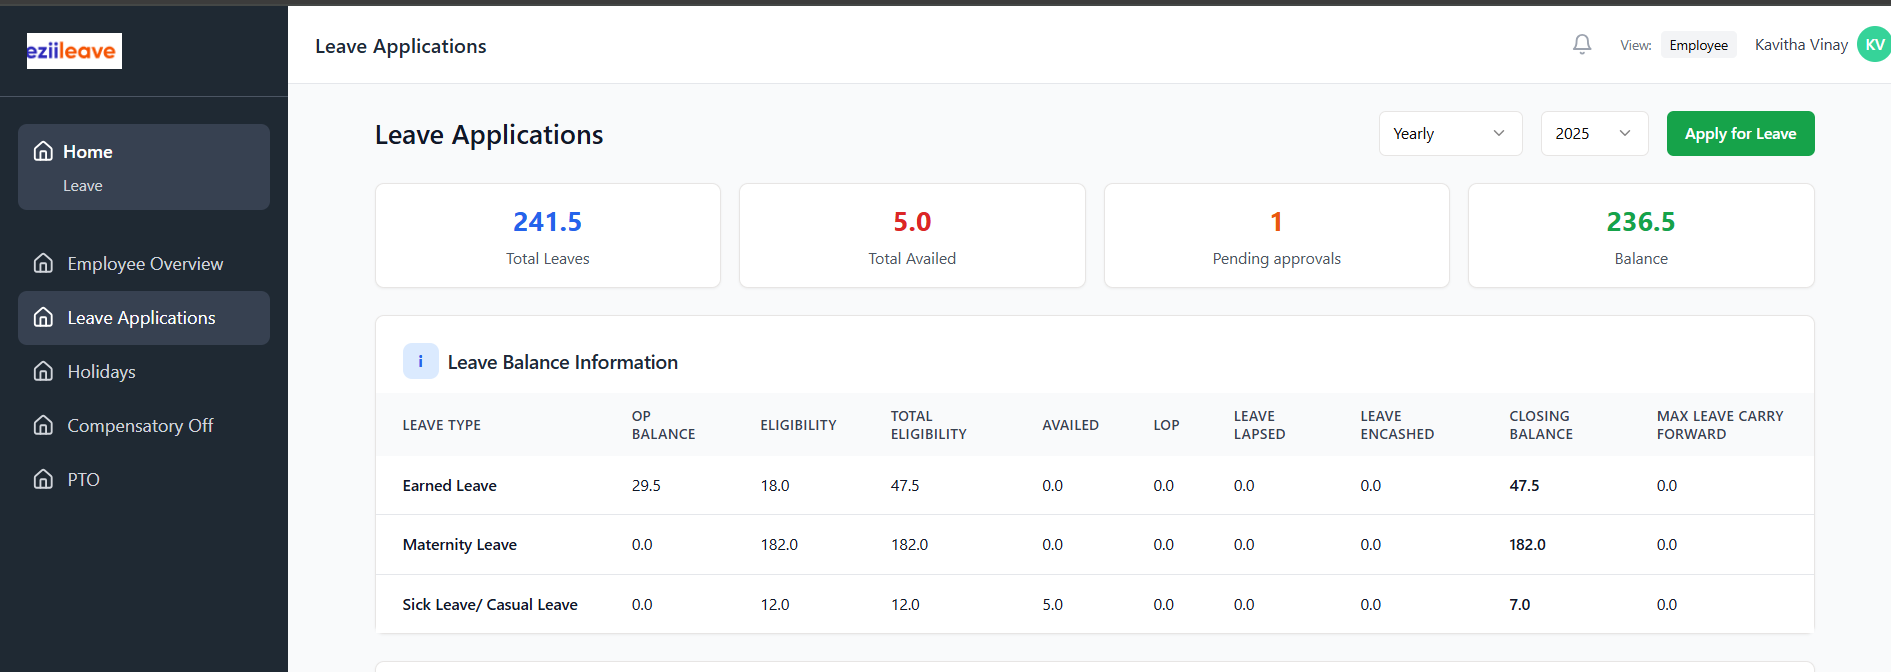 eziileave
Leave Applications
View: Employee Kavitha Vinay KV
Home
Leave
Employee Overview
Leave Applications
Holidays
Compensatory Off
PTO
Leave Applications
Yearly 2025 Apply for Leave
241.5 5.0 1 236.5
Total Leaves Total Availed Pending approvals Balance
i Leave Balance Information
LEAVE TYPE OP BALANCE ELIGIBILITY TOTAL ELIGIBILITY AVAILED LOP LEAVE LAPSED LEAVE ENCASHED CLOSING BALANCE MAX LEAVE CARRY FORWARD
Earned Leave 29.5 18.0 47.5 0.0 0.0 0.0 0.0 47.5 0.0
Maternity Leave 0.0 182.0 182.0 0.0 0.0 0.0 0.0 182.0 0.0
Sick Leave/ Casual Leave 0.0 12.0 12.0 5.0 0.0 0.0 0.0 7.0 0.0